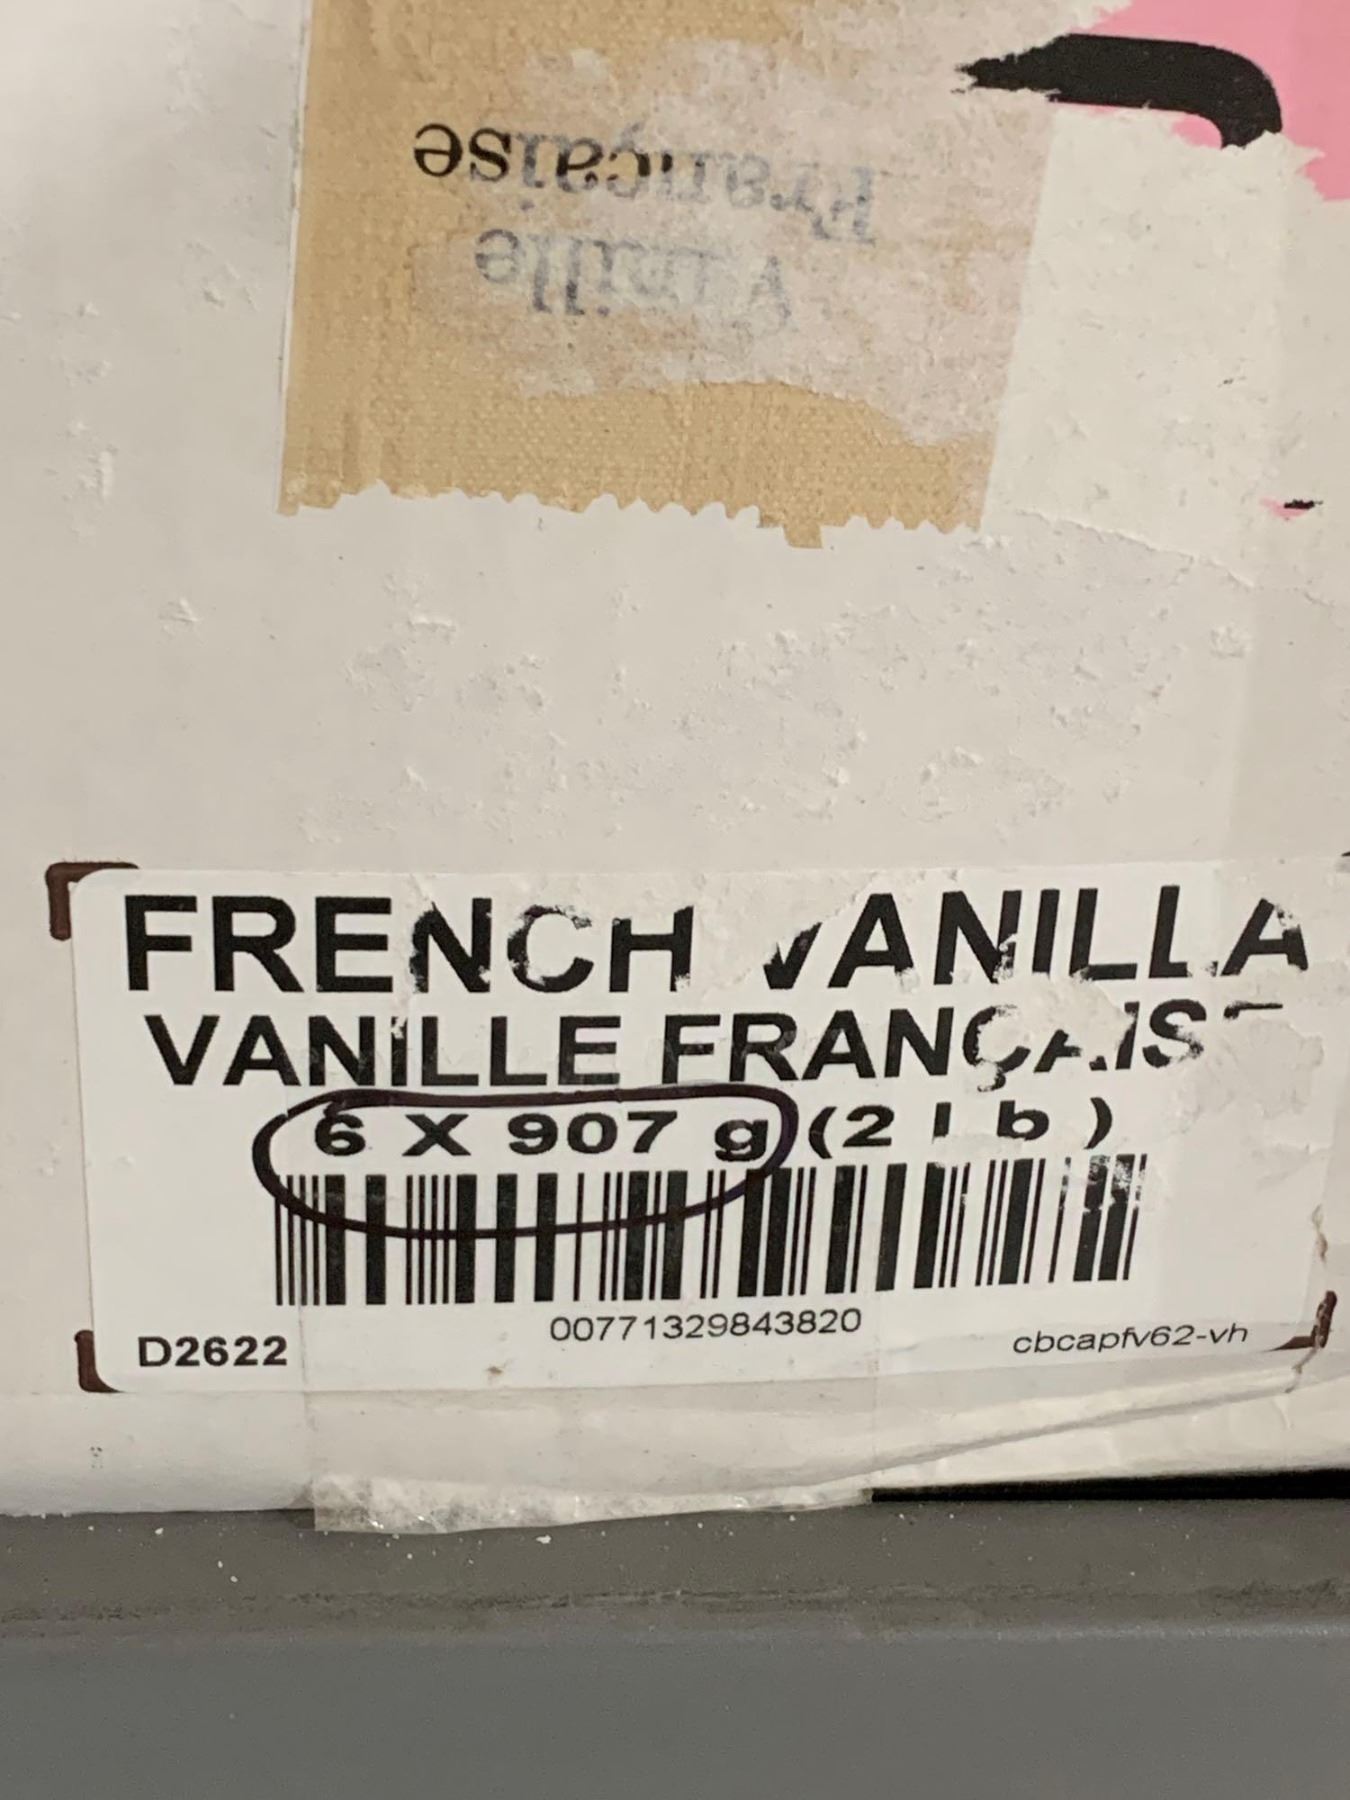 Vanille
Française
FRENCH VANILLA
VANILLE FRANÇAISE
6 X 907 g (2 lb)
00771329843820
D2622
cbcapfv62-vh